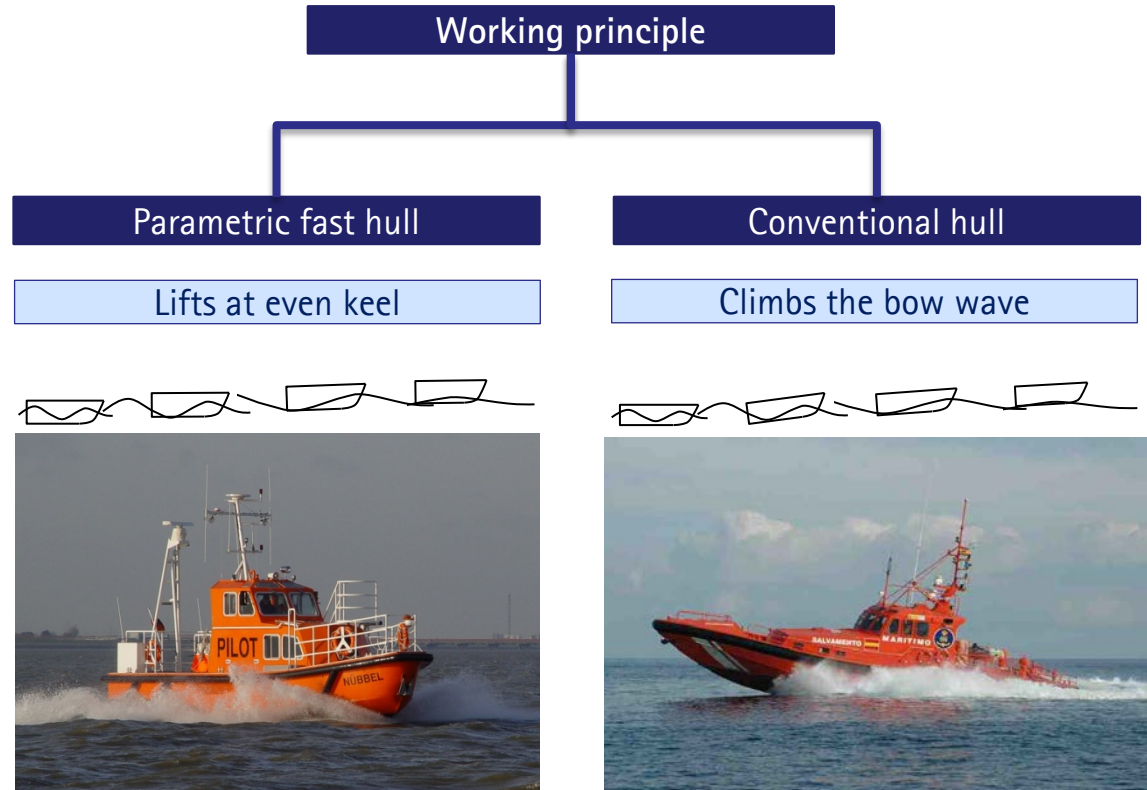 Working principle
Parametric fast hull
Conventional hull
Lifts at even keel
Climbs the bow wave
PILOT
NÜBBEL
SALVAMENTO MARITIMO